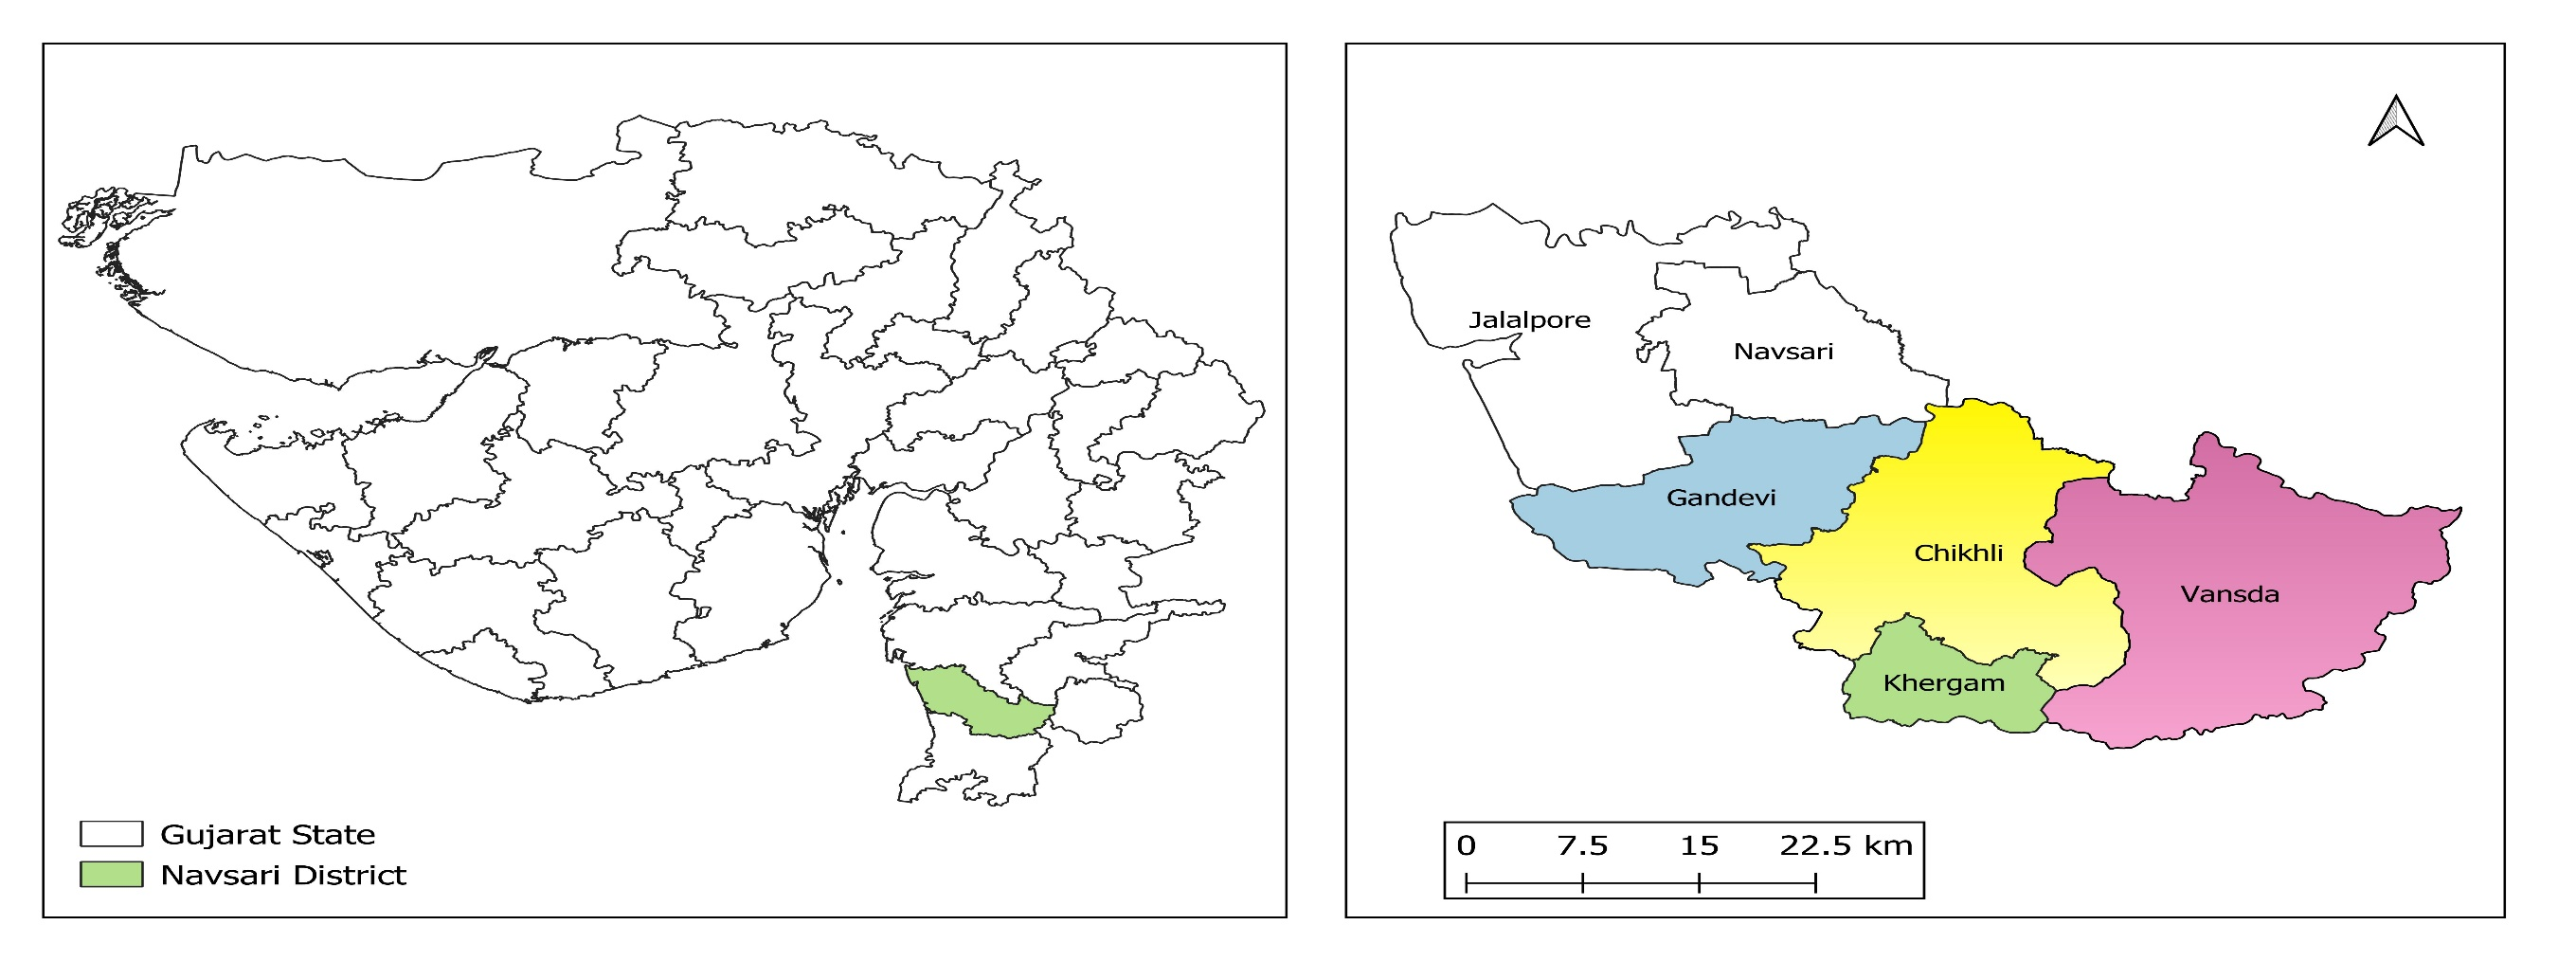 Gujarat State
Navsari District
Jalalpore
Navsari
Gandevi
Chikhli
Vansda
Khergam
0 7.5 15 22.5 km